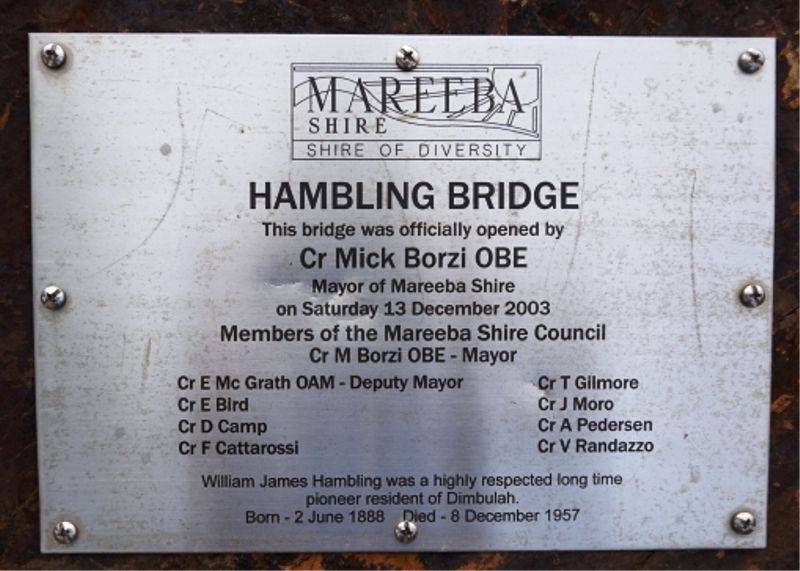 MAREEBA
SHIRE
SHIRE OF DIVERSITY
HAMBLING BRIDGE
This bridge was officially opened by
Cr Mick Borzi OBE
Mayor of Mareeba Shire
on Saturday 13 December 2003
Members of the Mareeba Shire Council
Cr M Borzi OBE - Mayor
Cr E Mc Grath OAM - Deputy Mayor
Cr E Bird
Cr D Camp
Cr F Cattarossi
Cr T Gilmore
Cr J Moro
Cr A Pedersen
Cr V Randazzo
William James Hambling was a highly respected long time
pioneer resident of Dimbulah.
Born - 2 June 1888 Died - 8 December 1957